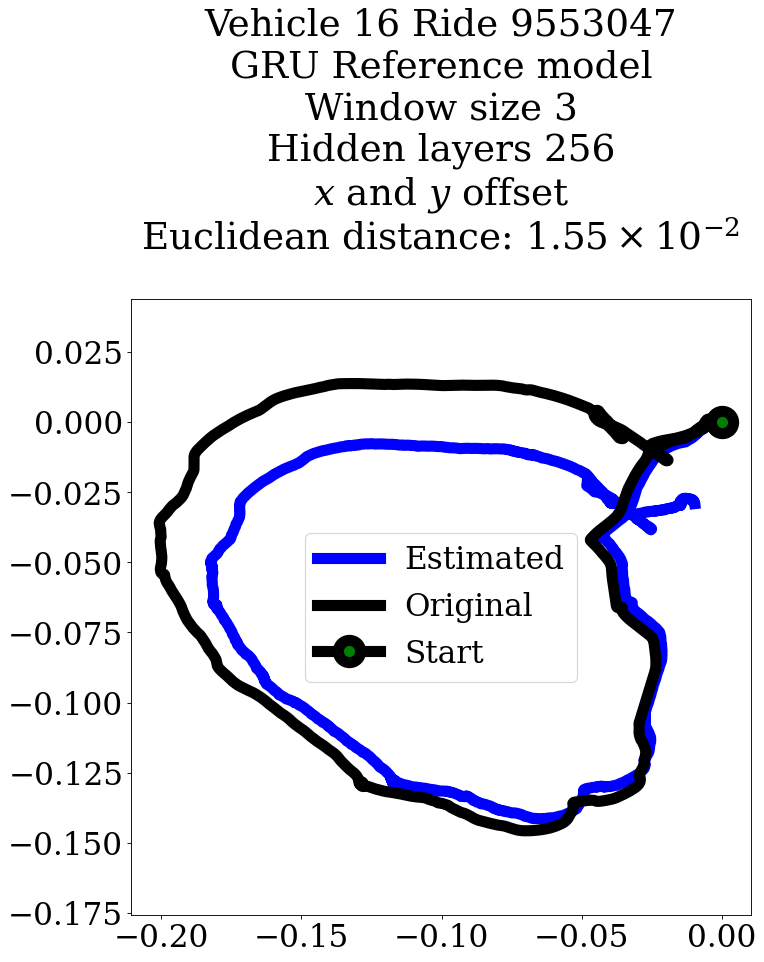 Vehicle 16 Ride 9553047
GRU Reference model
Window size 3
Hidden layers 256
x and y offset
Euclidean distance: 1.55 × 10⁻²
0.025
0.000
−0.025
−0.050
−0.075
−0.100
−0.125
−0.150
−0.175
Estimated
Original
Start
−0.20 −0.15 −0.10 −0.05 0.00